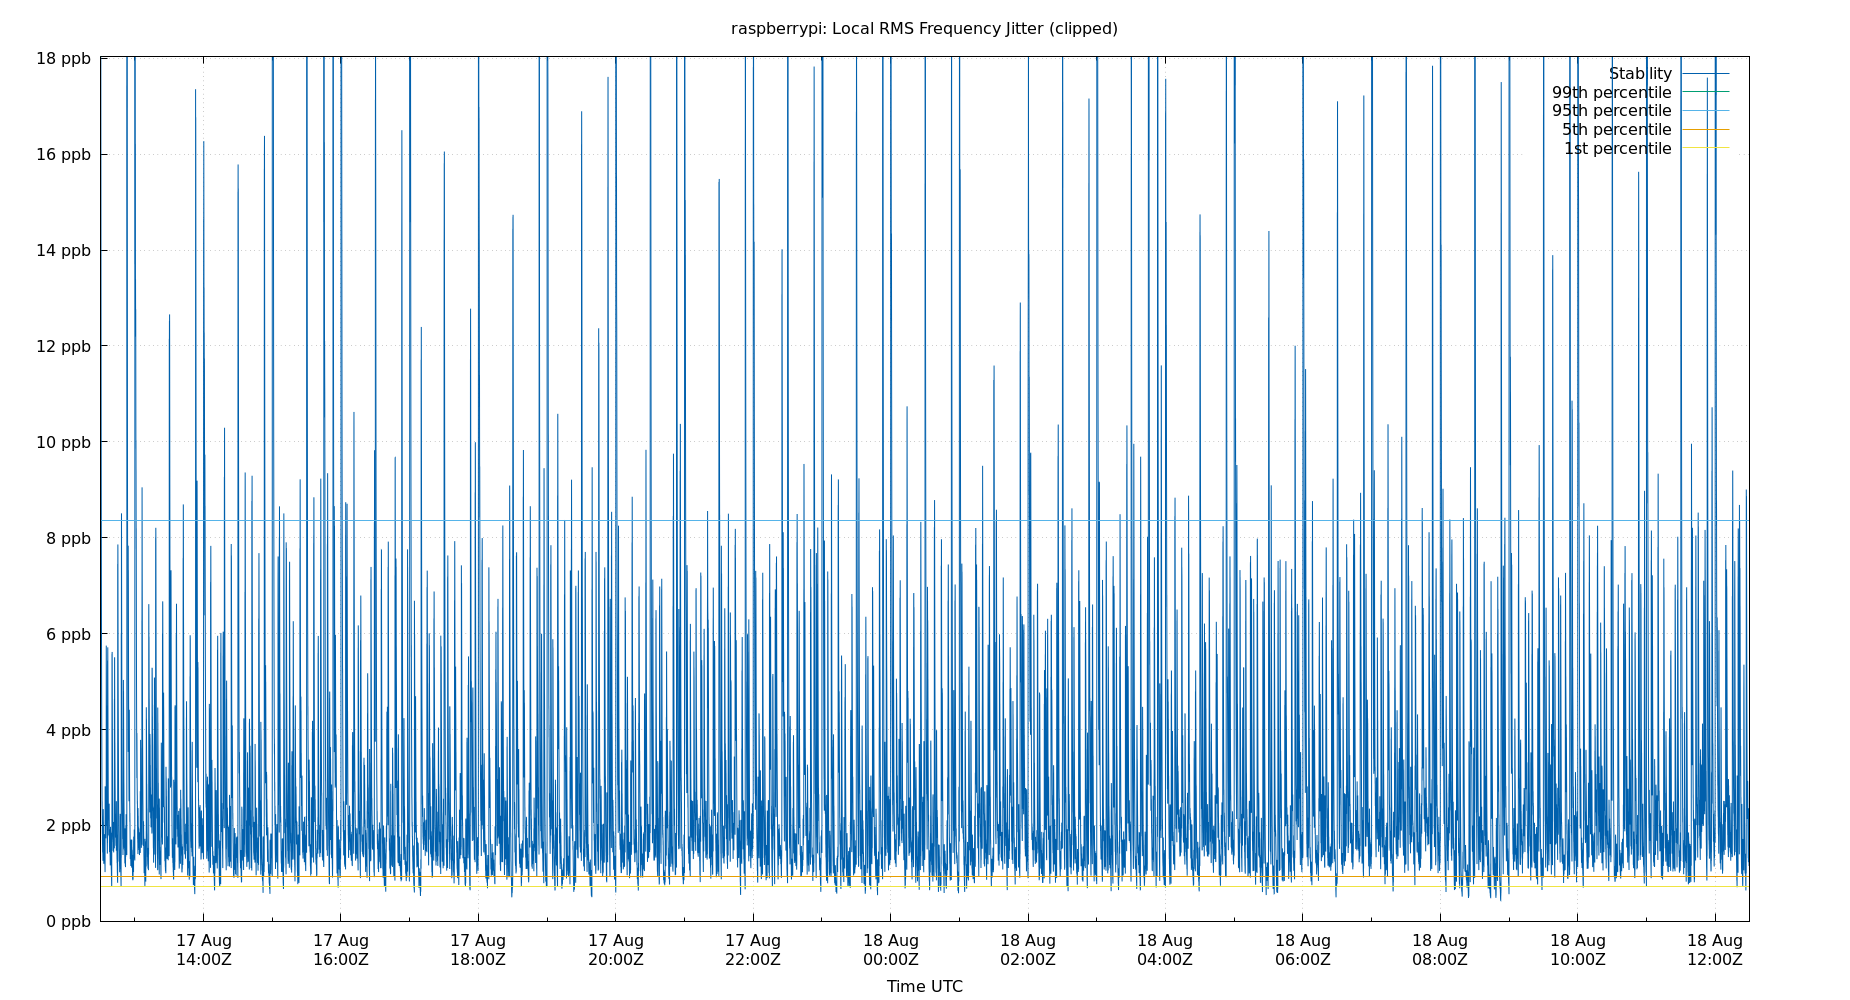 raspberrypi: Local RMS Frequency Jitter (clipped)
18 ppb
16 ppb
14 ppb
12 ppb
10 ppb
8 ppb
6 ppb
4 ppb
2 ppb
0 ppb
Stability
99th percentile
95th percentile
5th percentile
1st percentile
17 Aug 17 Aug 17 Aug 17 Aug 17 Aug 18 Aug 18 Aug 18 Aug 18 Aug 18 Aug 18 Aug 18 Aug
14:00Z 16:00Z 18:00Z 20:00Z 22:00Z 00:00Z 02:00Z 04:00Z 06:00Z 08:00Z 10:00Z 12:00Z
Time UTC